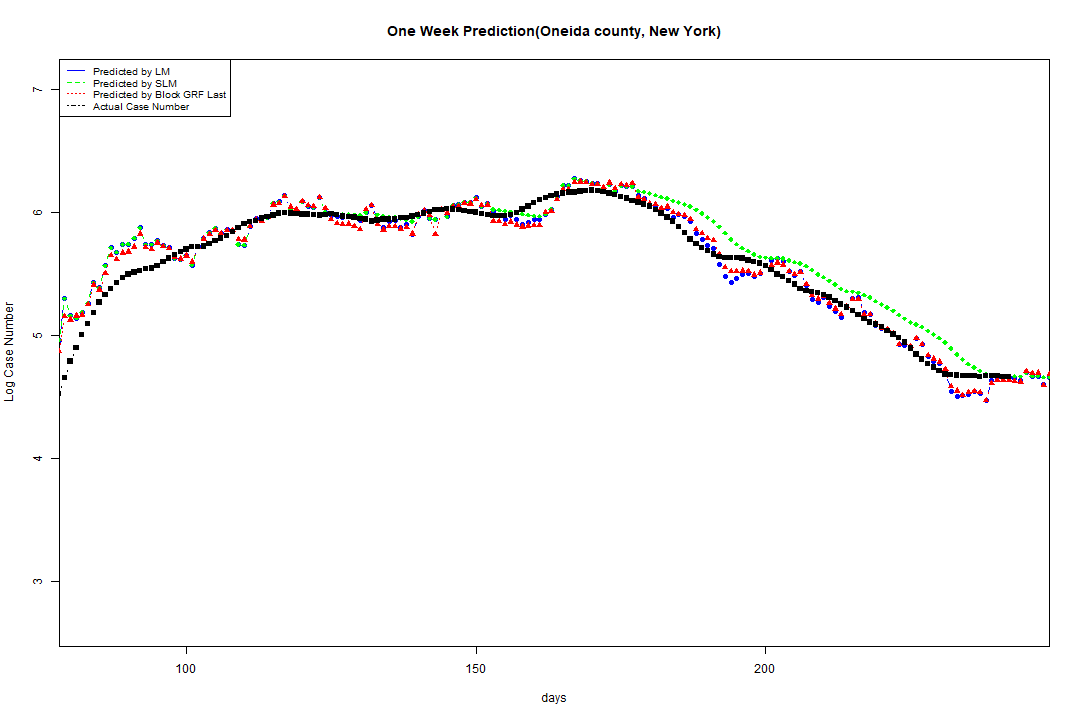 One Week Prediction(Oneida county, New York)
Predicted by LM
Predicted by SLM
Predicted by Block GRF Last
Actual Case Number
7
6
5
4
3
Log Case Number
100 150 200
days